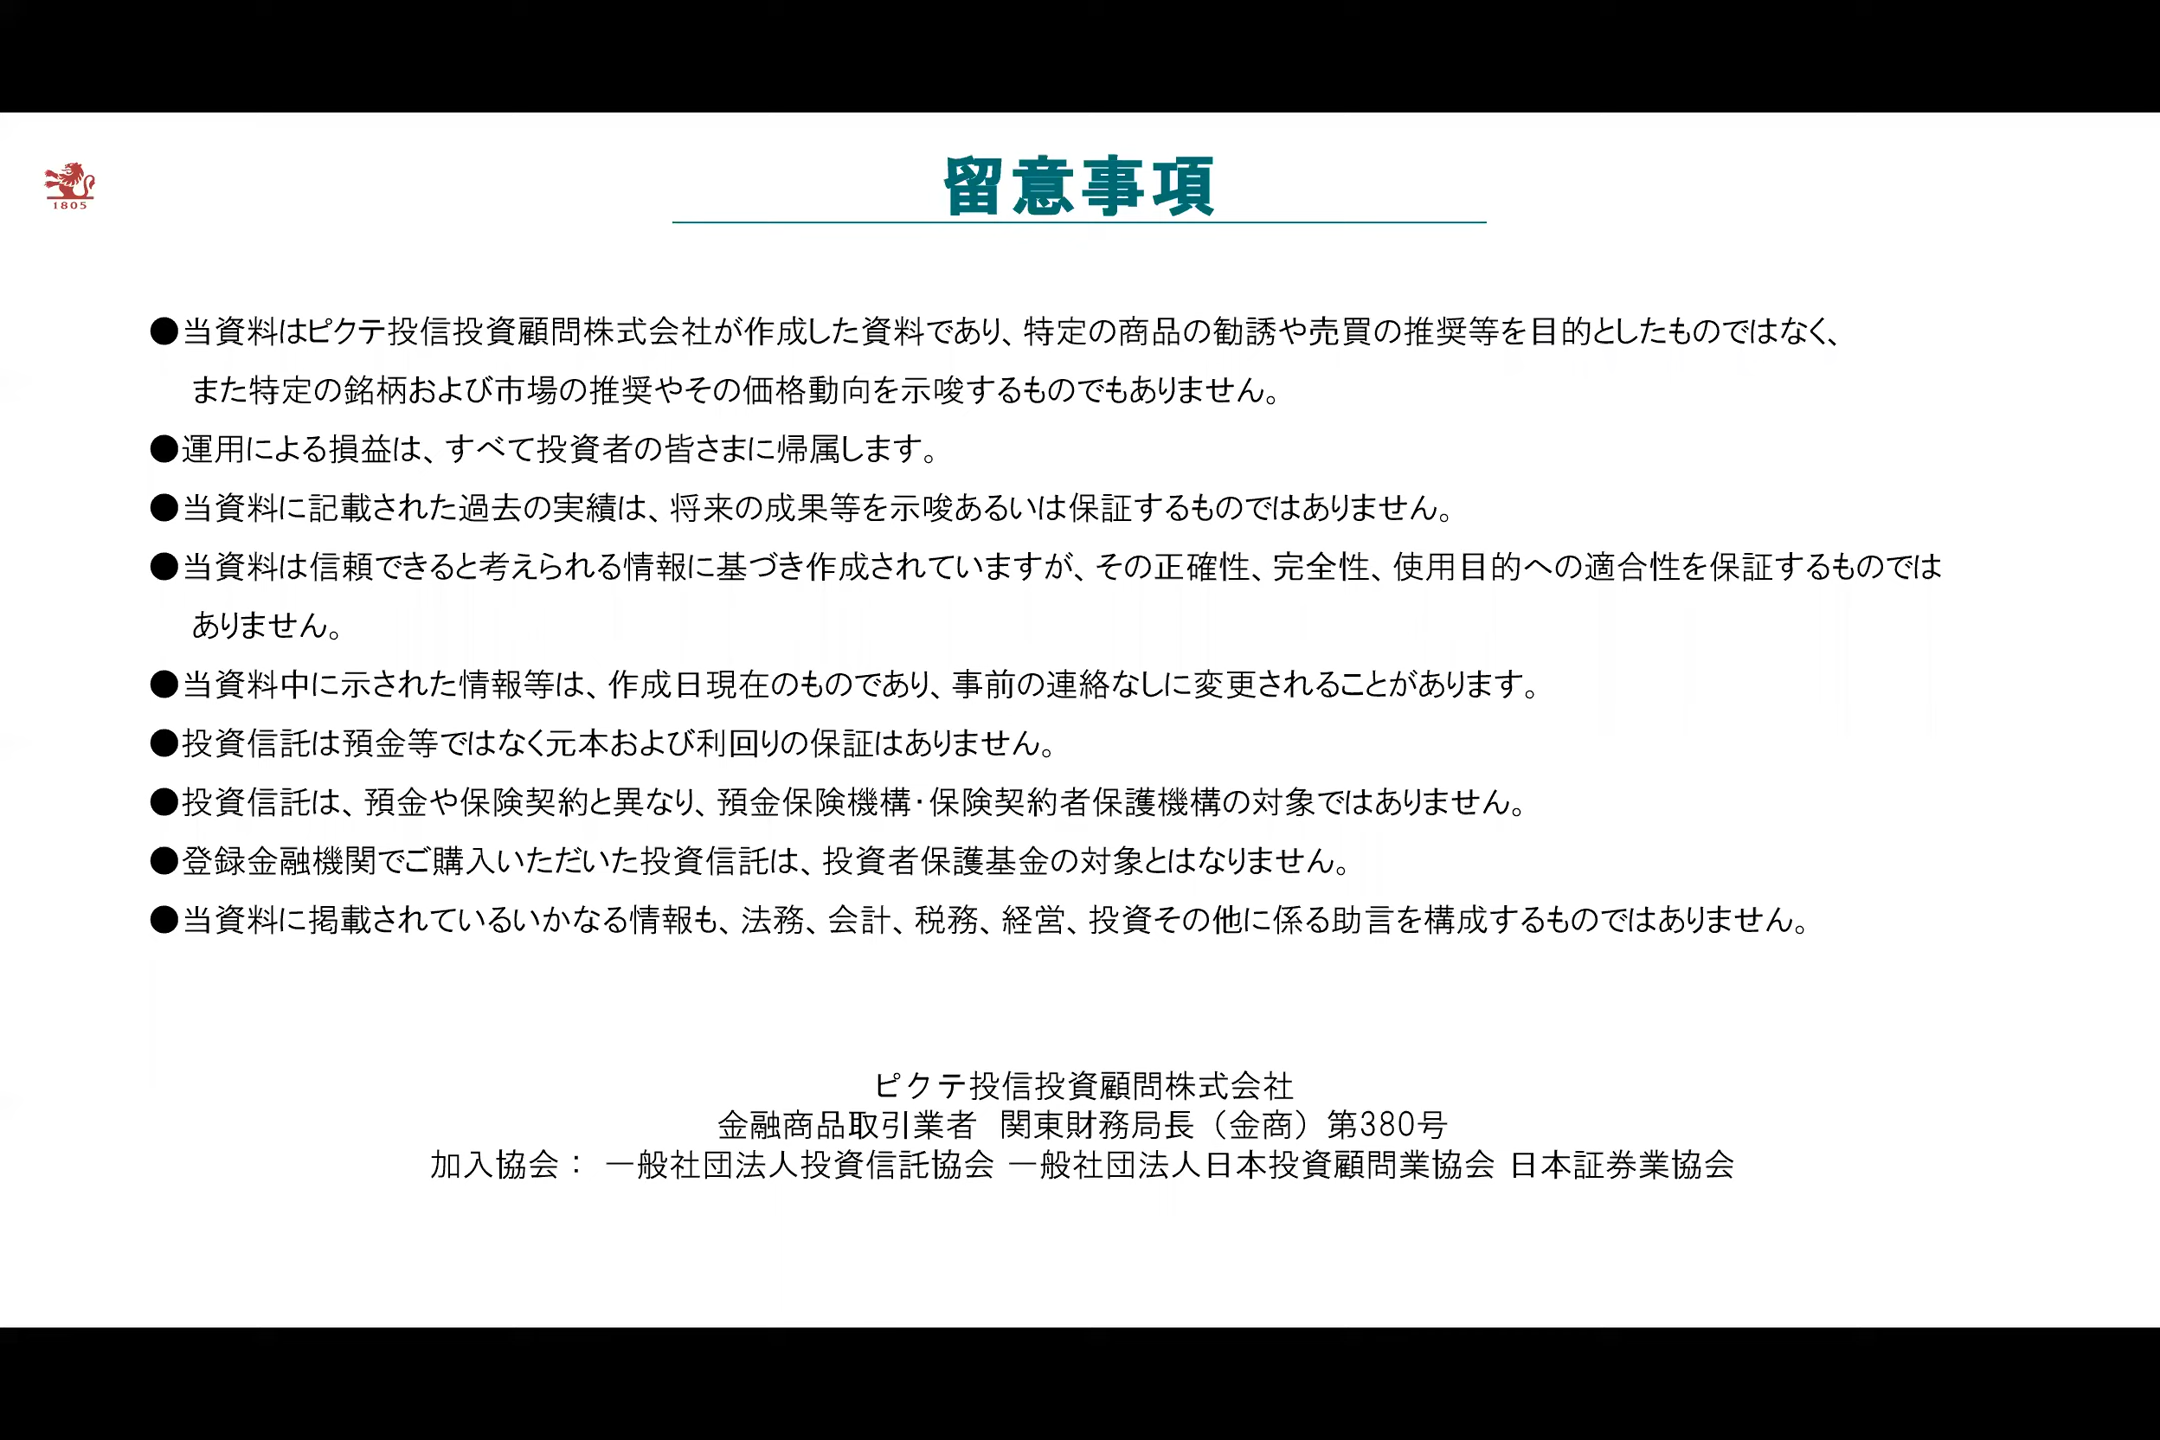 1805
留意事項
●当資料はピクテ投信投資顧問株式会社が作成した資料であり、特定の商品の勧誘や売買の推奨等を目的としたものではなく、
また特定の銘柄および市場の推奨やその価格動向を示唆するものでもありません。
●運用による損益は、すべて投資者の皆さまに帰属します。
●当資料に記載された過去の実績は、将来の成果等を示唆あるいは保証するものではありません。
●当資料は信頼できると考えられる情報に基づき作成されていますが、その正確性、完全性、使用目的への適合性を保証するものでは
ありません。
●当資料中に示された情報等は、作成日現在のものであり、事前の連絡なしに変更されることがあります。
●投資信託は預金等ではなく元本および利回りの保証はありません。
●投資信託は、預金や保険契約と異なり、預金保険機構・保険契約者保護機構の対象ではありません。
●登録金融機関でご購入いただいた投資信託は、投資者保護基金の対象とはなりません。
●当資料に掲載されているいかなる情報も、法務、会計、税務、経営、投資その他に係る助言を構成するものではありません。
ピクテ投信投資顧問株式会社
金融商品取引業者 関東財務局長（金商）第380号
加入協会： 一般社団法人投資信託協会 一般社団法人日本投資顧問業協会 日本証券業協会